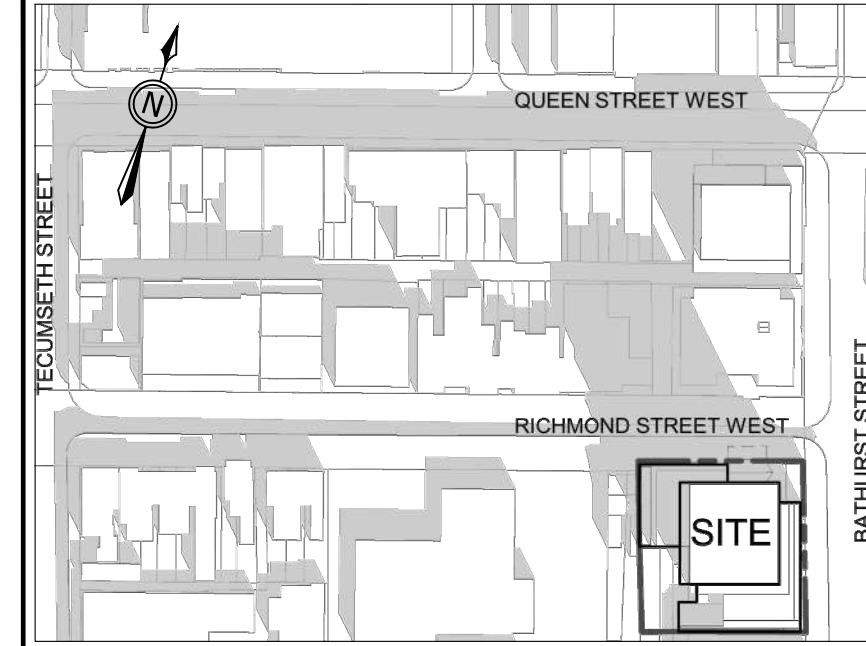 N
QUEEN STREET WEST
TECUMSETH STREET
RICHMOND STREET WEST
BATHURST STREET
SITE